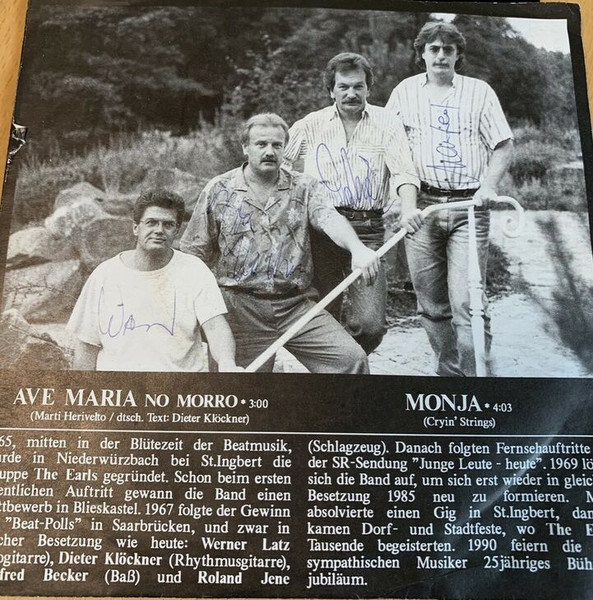 AVE MARIA NO MORRO • 3:00
(Marti Herivelto / dtsch. Text: Dieter Klöckner)
MONJA • 4:03
(Cryin' Strings)
65, mitten in der Blütezeit der Beatmusik,
rde in Niederwürzbach bei St.Ingbert die
uppe The Earls gegründet. Schon beim ersten
entlichen Auftritt gewann die Band einen
ttbewerb in Blieskastel. 1967 folgte der Gewinn
"Beat-Polls" in Saarbrücken, und zwar in
cher Besetzung wie heute: Werner Latz
ogitarre), Dieter Klöckner (Rhythmusgitarre),
fred Becker (Baß) und Roland Jene
(Schlagzeug). Danach folgten Fernsehauftritte
der SR-Sendung "Junge Leute - heute". 1969 lö
sich die Band auf, um sich erst wieder in gleic
Besetzung 1985 neu zu formieren. M
absolvierte einen Gig in St.Ingbert, dan
kamen Dorf- und Stadtfeste, wo The E
Tausende begeisterten. 1990 feiern die
sympathischen Musiker 25jähriges Büh
jubiläum.